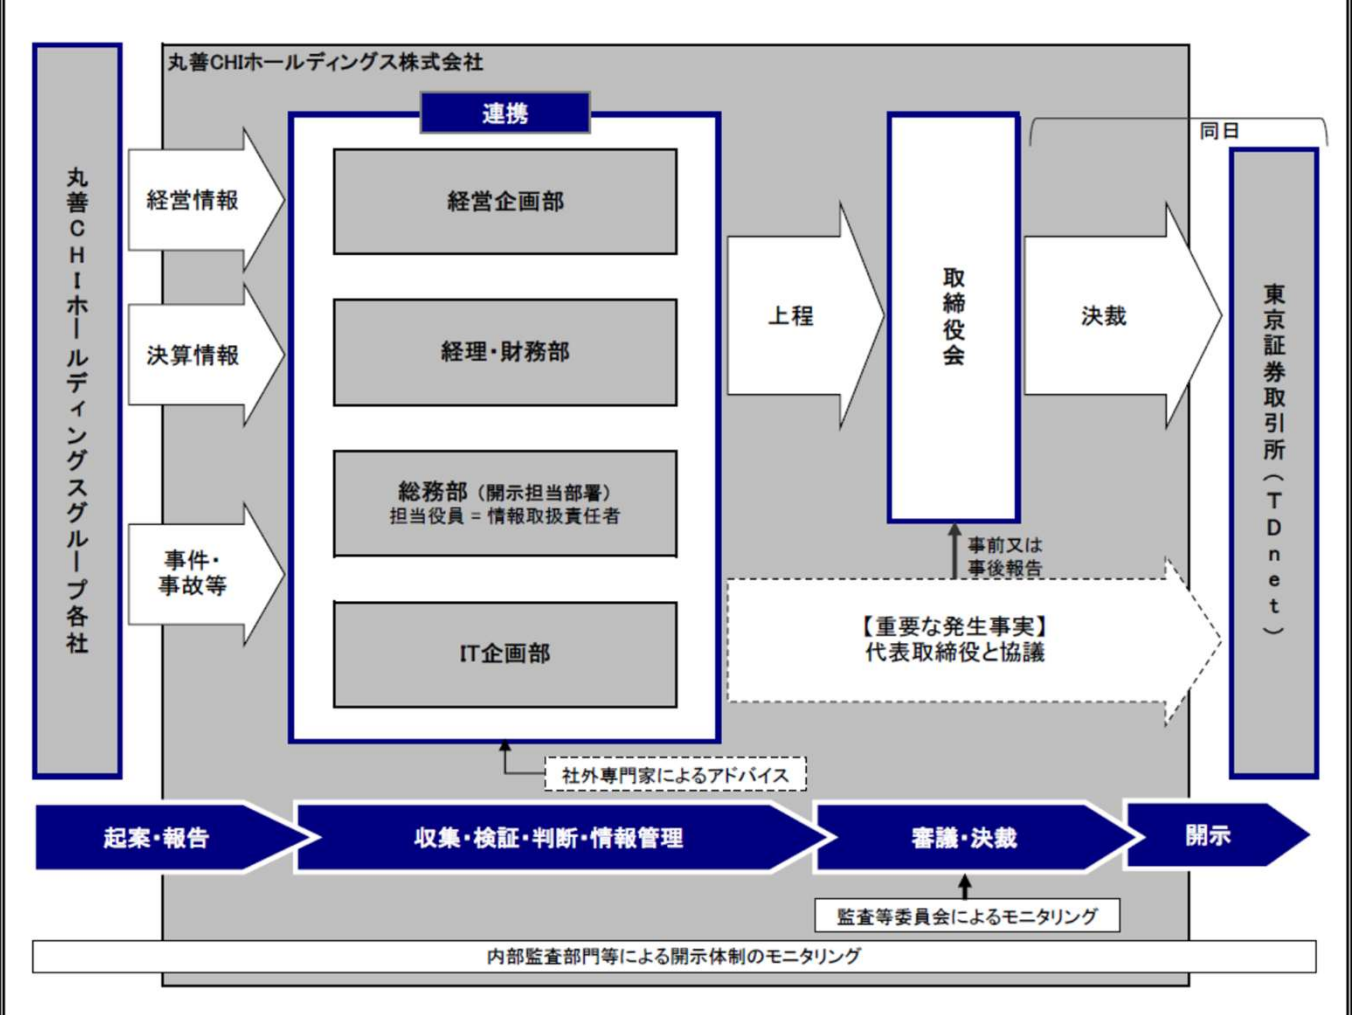 丸善CHIホールディングス株式会社
丸善CHIホールディングスグループ各社
経営情報
決算情報
事件・
事故等
連携
経営企画部
経理・財務部
総務部（開示担当部署）
担当役員 = 情報取扱責任者
IT企画部
社外専門家によるアドバイス
上程
取締役会
事前又は
事後報告
【重要な発生事実】
代表取締役と協議
決裁
同日
東京証券取引所（TDnet）
起案・報告
収集・検証・判断・情報管理
審議・決裁
開示
監査等委員会によるモニタリング
内部監査部門等による開示体制のモニタリング